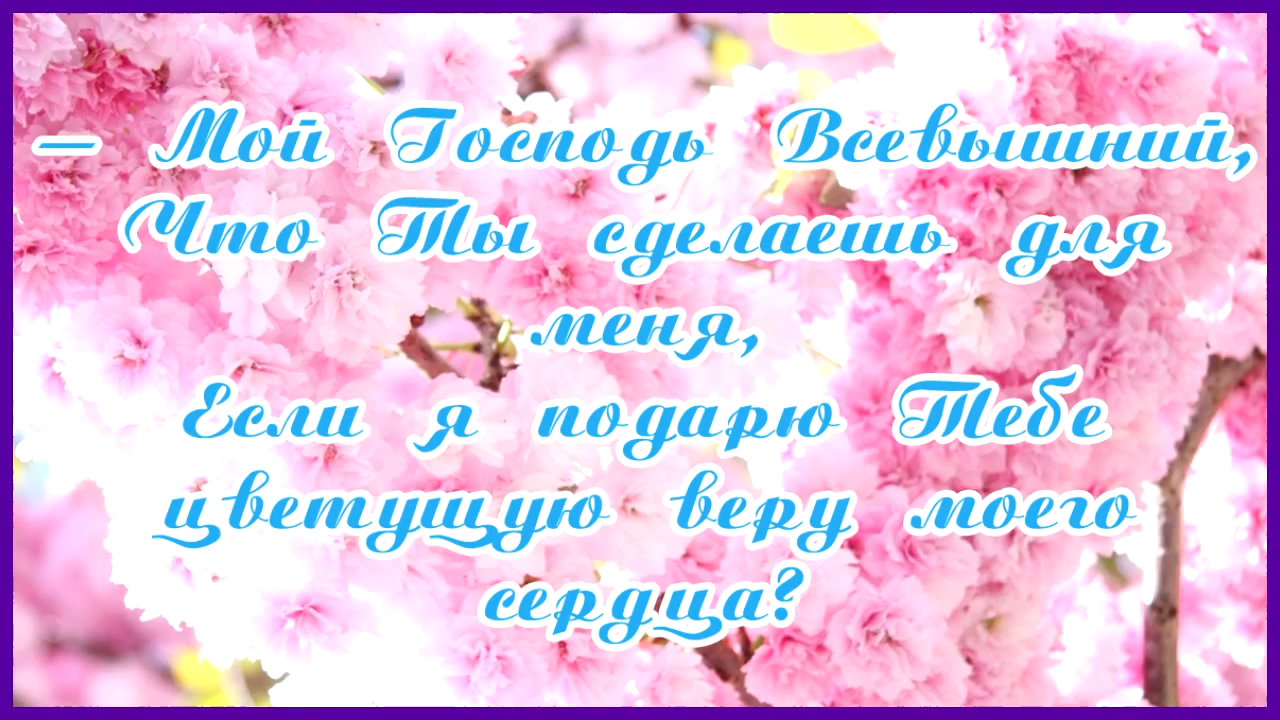 — Мой Господь Всевышний,
Что Ты сделаешь для
меня,
Если я подарю Тебе
цветущую веру моего
сердца?